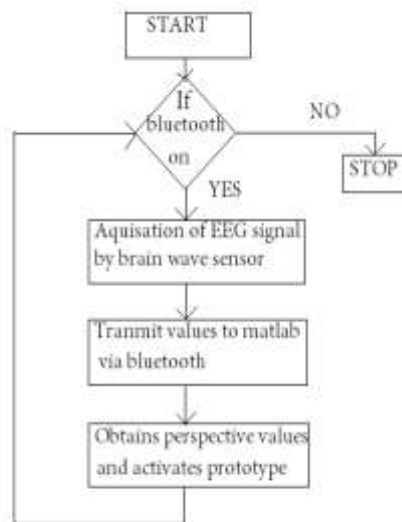 START
If
bluetooth
on
NO
STOP
YES
Aquisation of EEG signal
by brain wave sensor
Tranmit values to matlab
via bluetooth
Obtains perspective values
and activates prototype